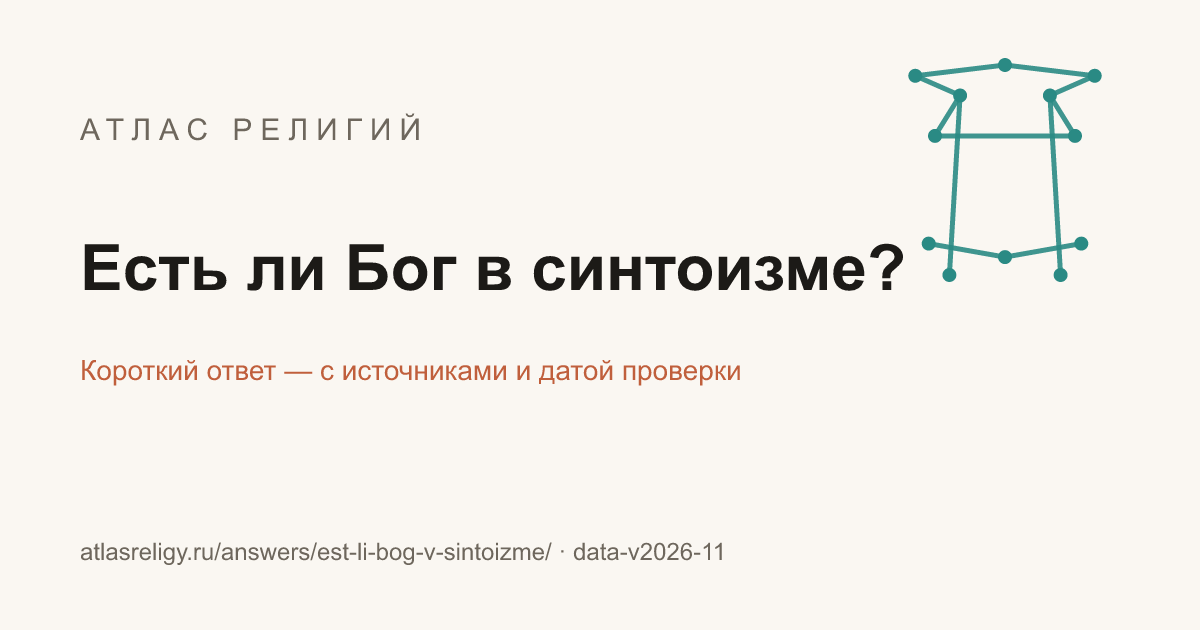 АТЛАС РЕЛИГИЙ
Есть ли Бог в синтоизме?
Короткий ответ — с источниками и датой проверки
atlasreligy.ru/answers/est-li-bog-v-sintoizme/ · data-v2026-11